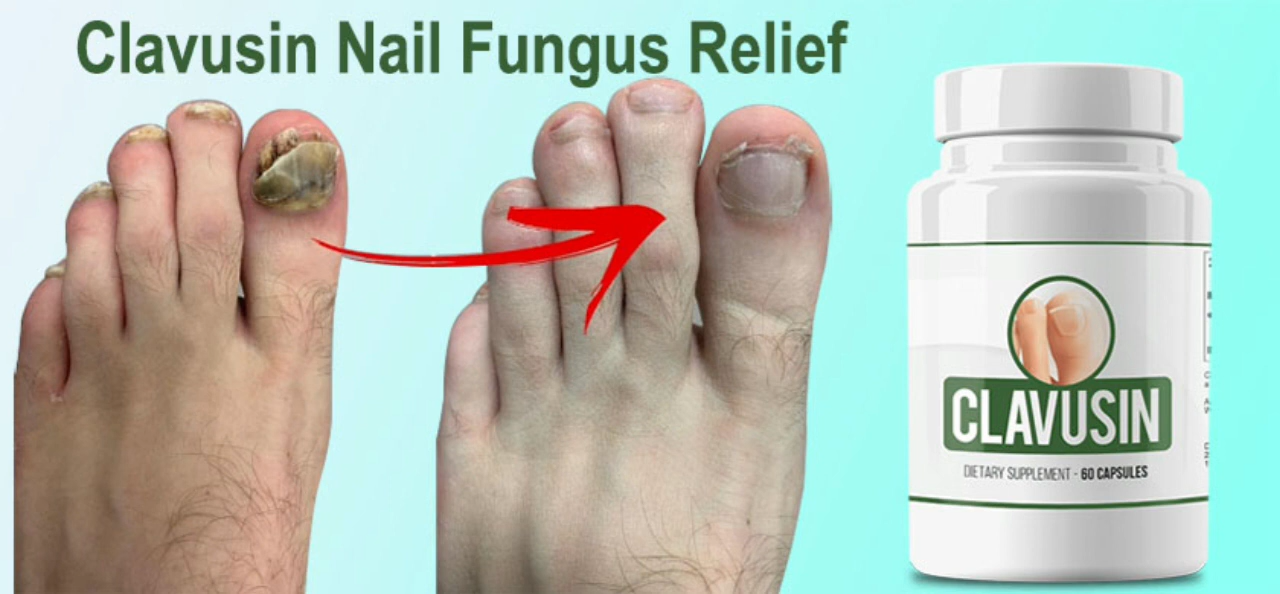 Clavusin Nail Fungus Relief
CLAVUSIN
DIETARY SUPPLEMENT - 60 CAPSULES